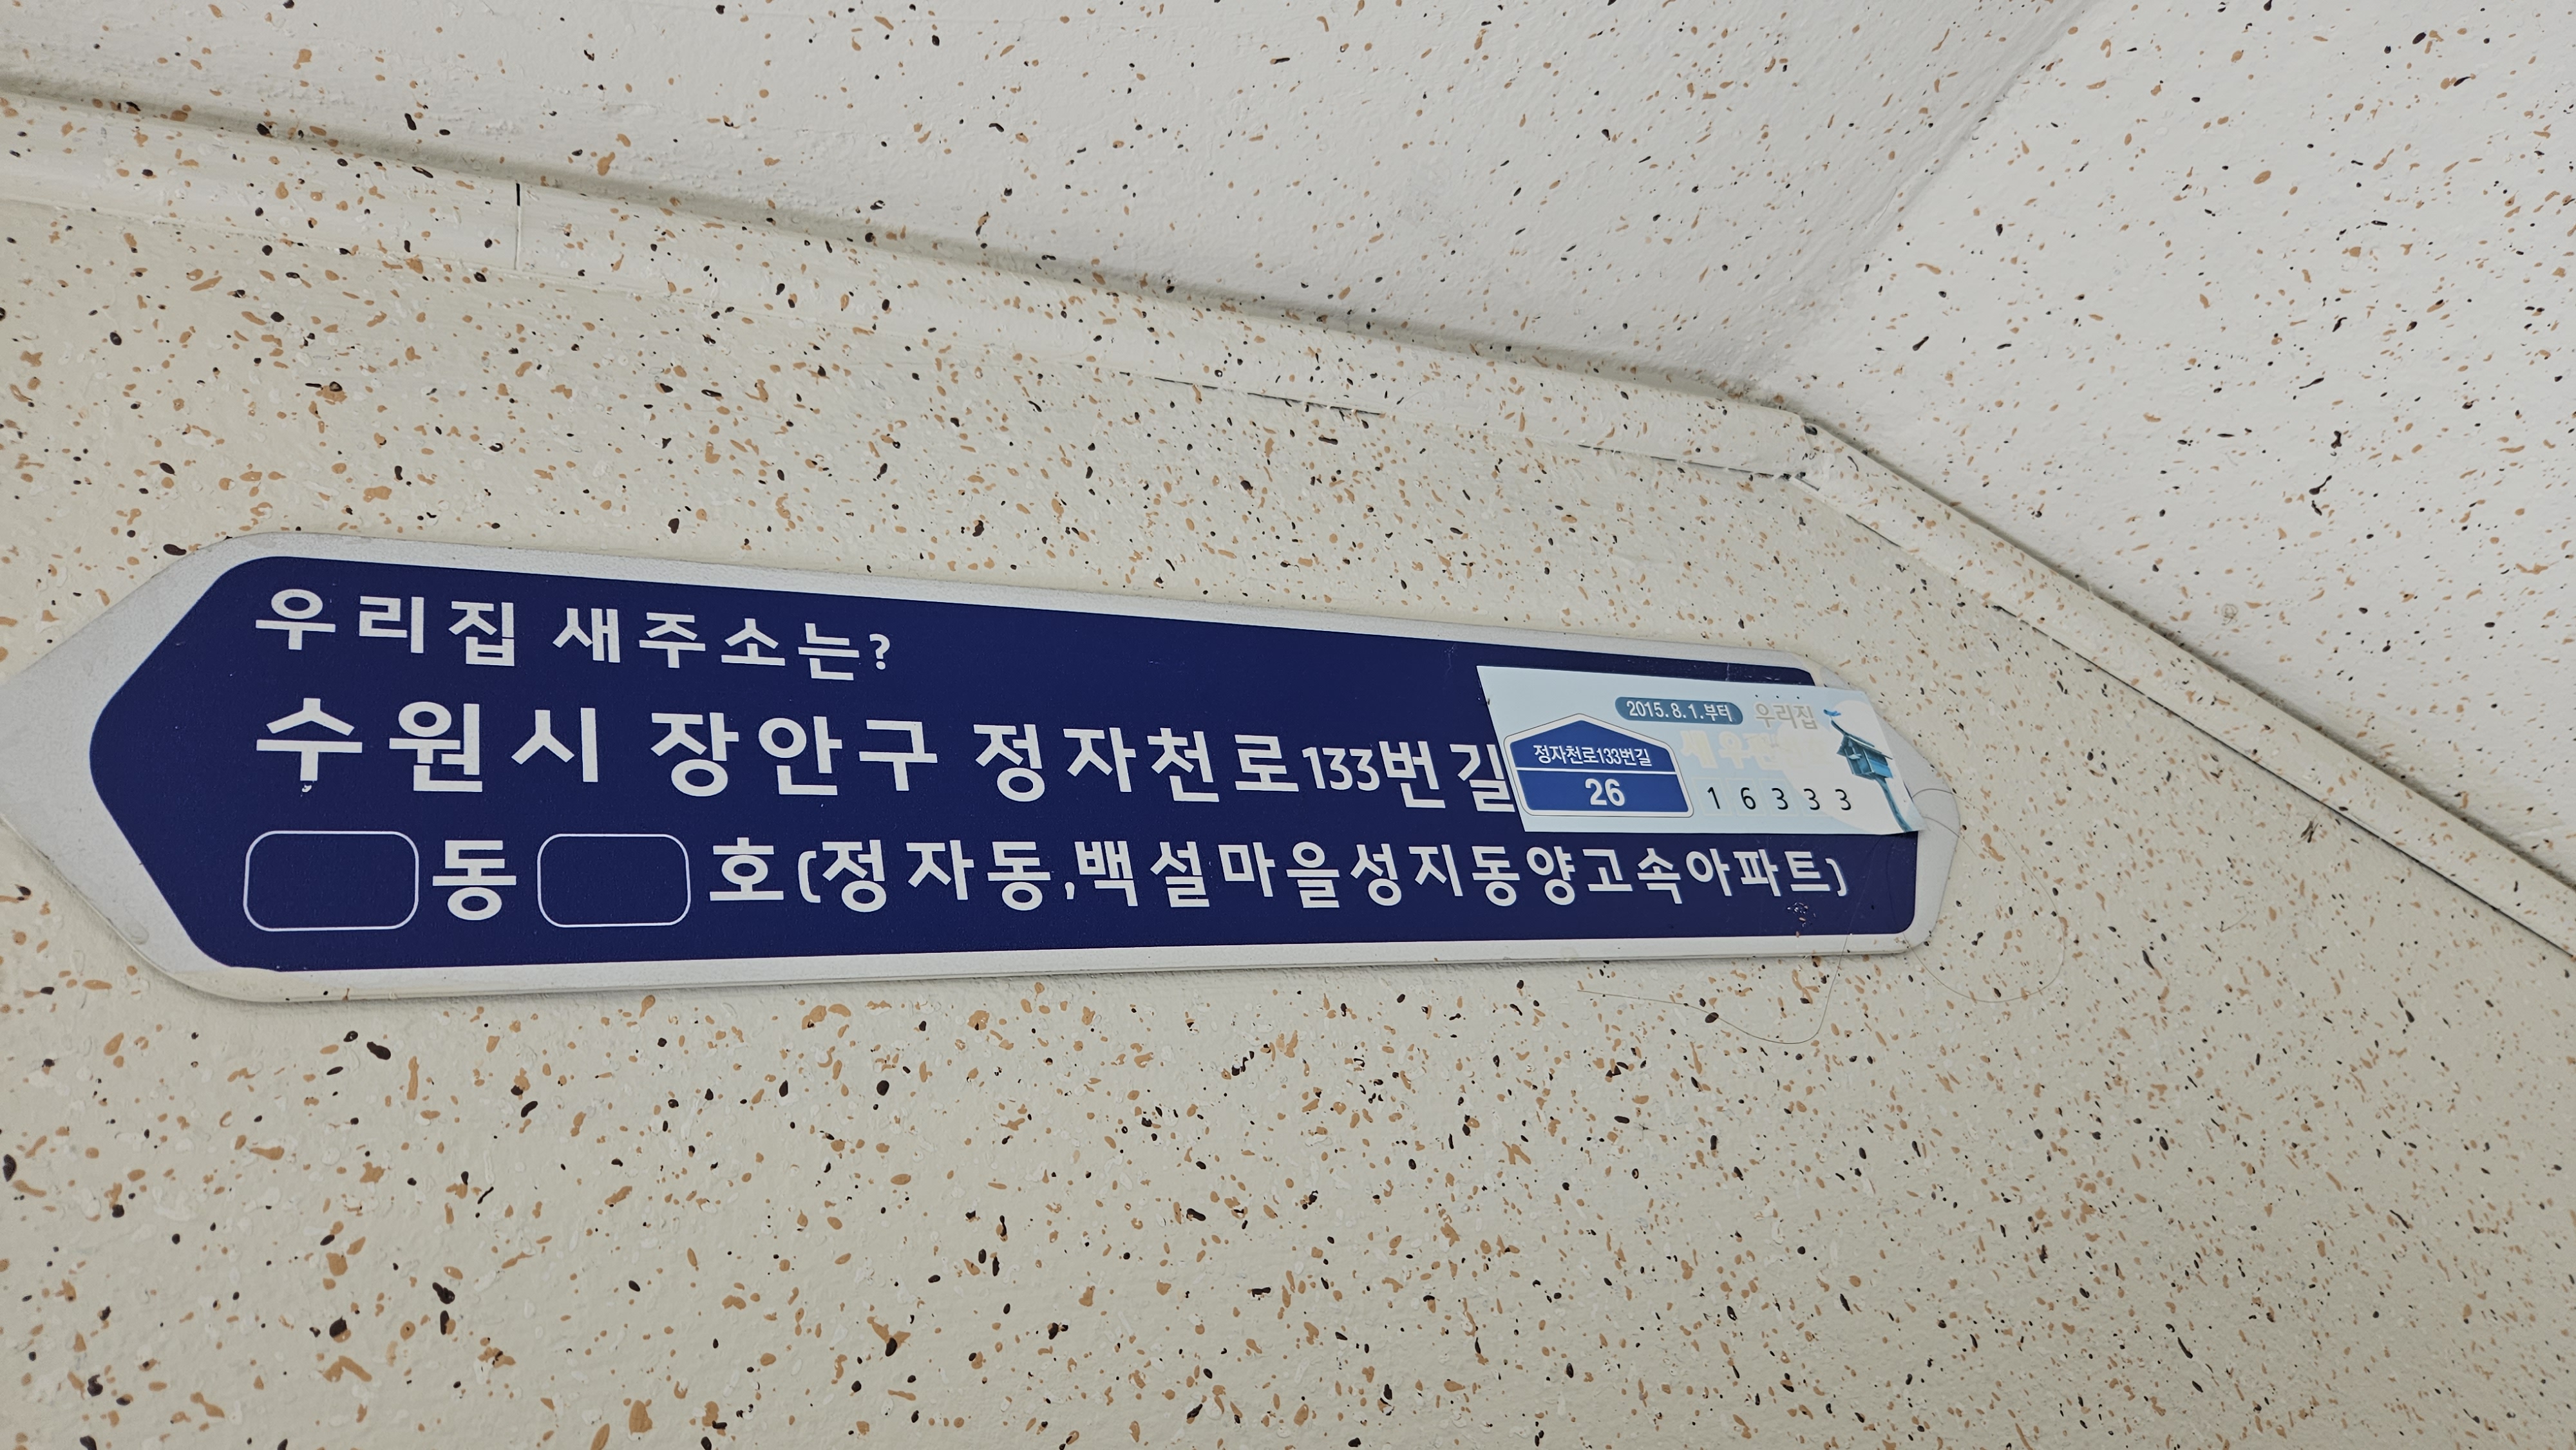 우리집 새주소는?
수원시 장안구 정자천로133번길
동 호(정자동,백설마을성지동양고속아파트)
2015.8.1.부터 우리집
정자천로133번길
26
16333